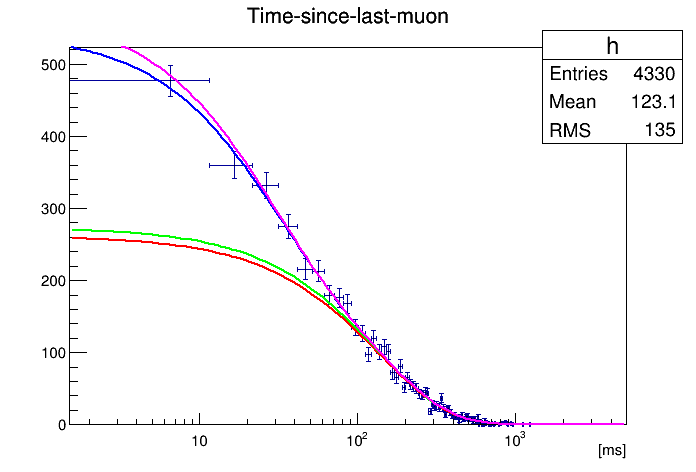 Time-since-last-muon
h
Entries 4330
Mean 123.1
RMS 135
500
400
300
200
100
0
10 10² 10³
[ms]